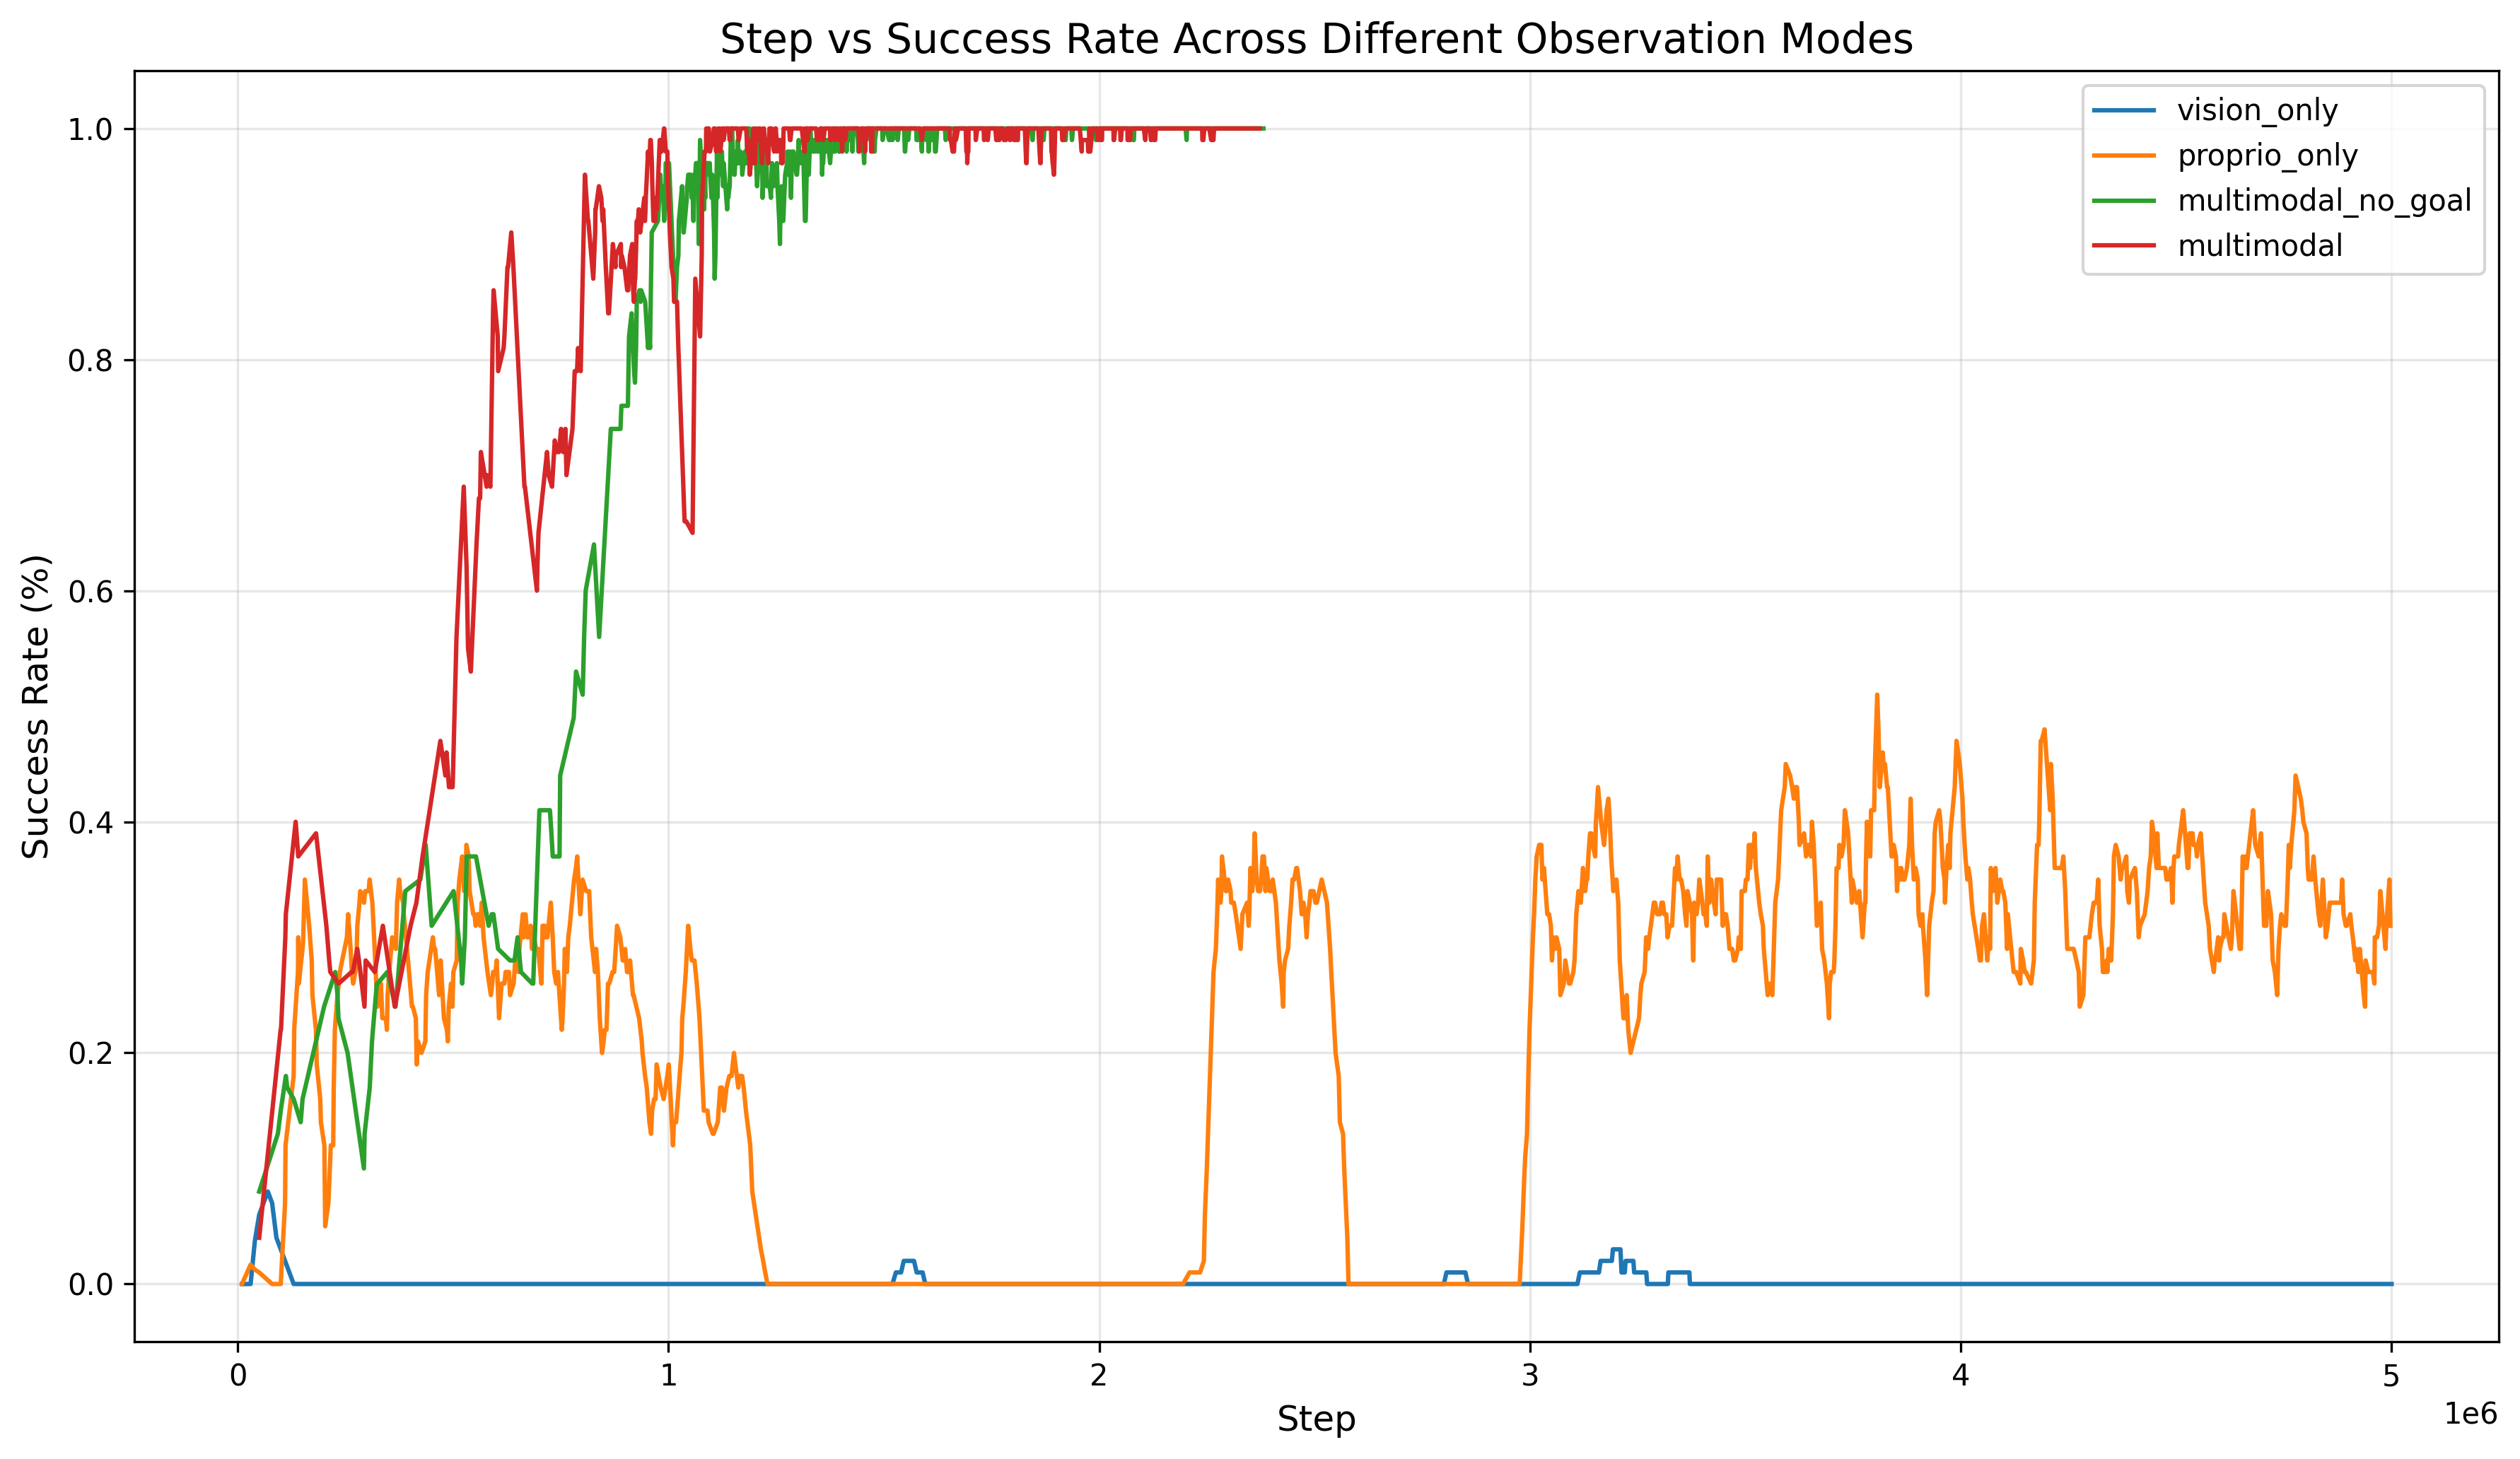 Step vs Success Rate Across Different Observation Modes
vision_only
proprio_only
multimodal_no_goal
multimodal
Success Rate (%)
1.0
0.8
0.6
0.4
0.2
0.0
0 1 2 3 4 5
1e6
Step